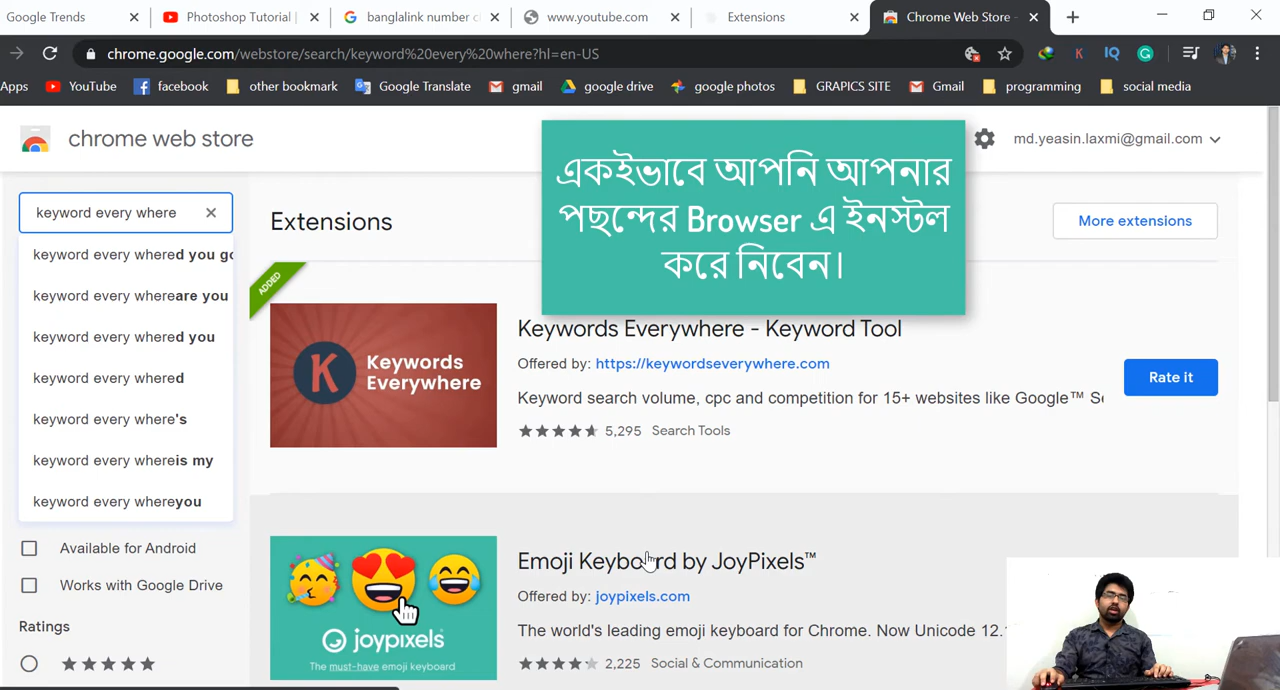 Google Trends
Photoshop Tutorial |
banglalink number c
www.youtube.com
Extensions
Chrome Web Store -
chrome.google.com/webstore/search/keyword%20every%20where?hl=en-US
Apps YouTube facebook other bookmark Google Translate gmail google drive google photos GRAPICS SITE Gmail programming social media
chrome web store
md.yeasin.laxmi@gmail.com
একইভাবে আপনি আপনার
পছন্দের Browser এ ইনস্টল
করে নিবেন।
keyword every where
keyword every whered you go
keyword every whereare you
keyword every whered you
keyword every whered
keyword every where's
keyword every whereis my
keyword every whereyou
Available for Android
Works with Google Drive
Ratings
Extensions
More extensions
ADDED
K Keywords
Everywhere
Keywords Everywhere - Keyword Tool
Offered by: https://keywordseverywhere.com
Keyword search volume, cpc and competition for 15+ websites like Google™ Se
5,295 Search Tools
Rate it
joypixels
The must-have emoji keyboard
Emoji Keyboard by JoyPixels™
Offered by: joypixels.com
The world's leading emoji keyboard for Chrome. Now Unicode 12.
2,225 Social & Communication